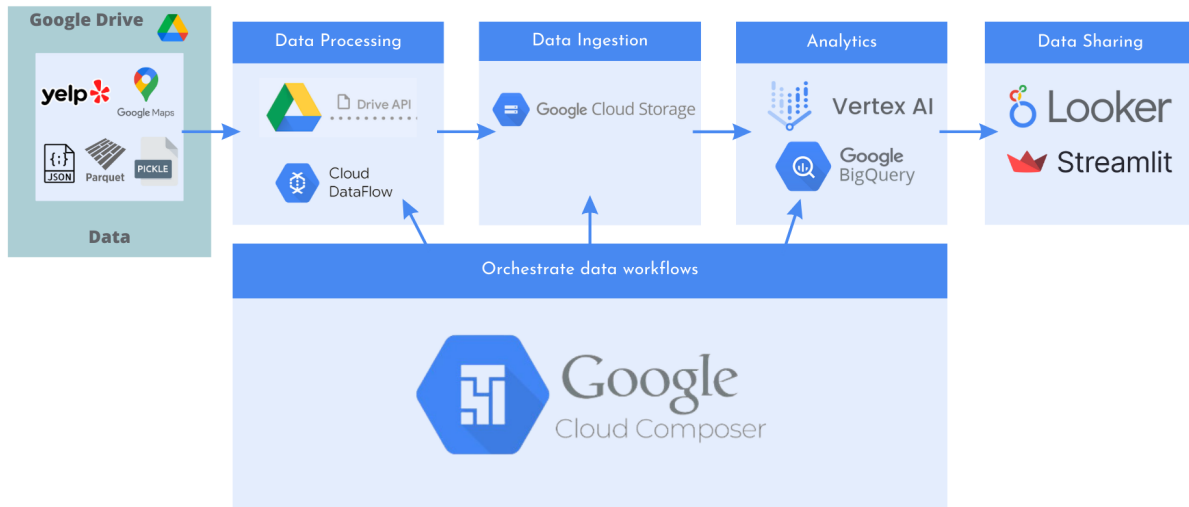 Google Drive
yelp
Google Maps
{;}
JSON
Parquet
PICKLE
Data
Data Processing
Drive API
Cloud
DataFlow
Data Ingestion
Google Cloud Storage
Analytics
Vertex AI
Google
BigQuery
Data Sharing
Looker
Streamlit
Orchestrate data workflows
Google
Cloud Composer